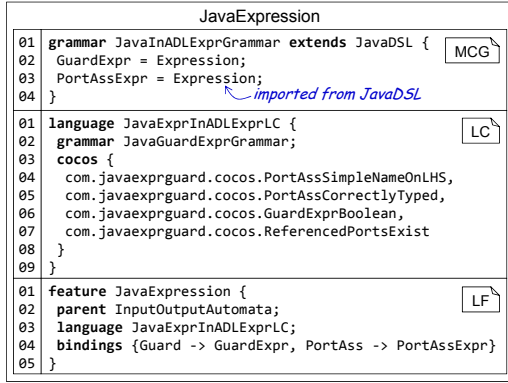 JavaExpression
01 grammar JavaInADLExprGrammar extends JavaDSL {
MCG
02 GuardExpr = Expression;
03 PortAssExpr = Expression;
04 }
imported from JavaDSL
01 language JavaExprInADLExprLC {
LC
02 grammar JavaGuardExprGrammar;
03 cocos {
04 com.javaexprguard.cocos.PortAssSimpleNameOnLHS,
05 com.javaexprguard.cocos.PortAssCorrectlyTyped,
06 com.javaexprguard.cocos.GuardExprBoolean,
07 com.javaexprguard.cocos.ReferencedPortsExist
08 }
09 }
01 feature JavaExpression {
LF
02 parent InputOutputAutomata;
03 language JavaExprInADLExprLC;
04 bindings {Guard -> GuardExpr, PortAss -> PortAssExpr}
05 }